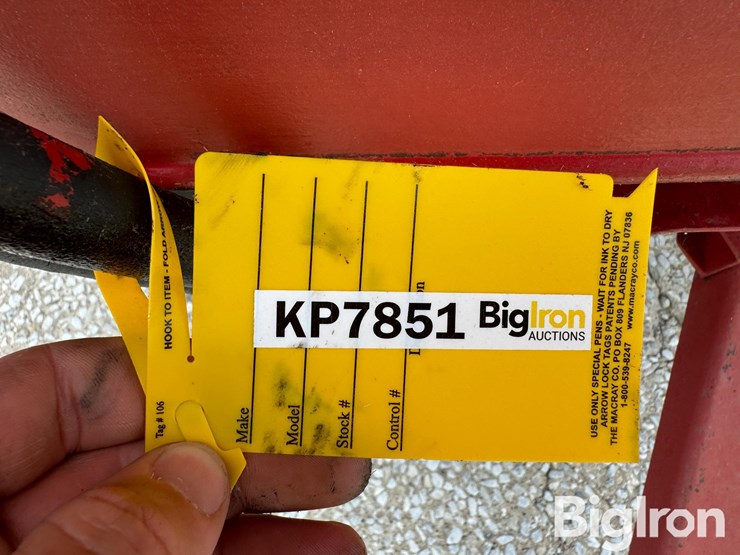 HOOK TO ITEM - FOLD
Tag # 106
Make
Model
Stock #
Control #
KP7851 BigIron
AUCTIONS
USE ONLY SPECIAL PENS - WAIT FOR INK TO DRY
ARROW LOCK TAGS PATENTS PENDING BY
THE MACRAY CO. PO BOX 809 FLANDERS NJ 07836
1-800-539-8247 www.macrayco.com
BigIron